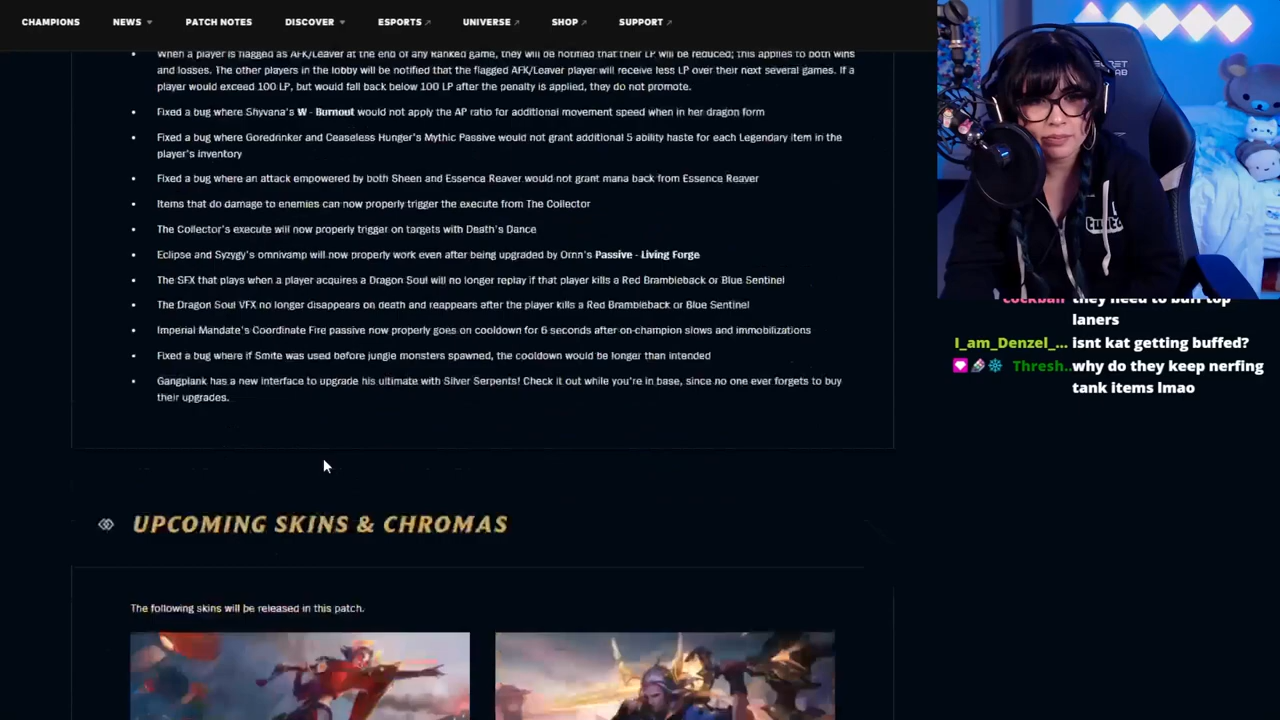 CHAMPIONS NEWS PATCH NOTES DISCOVER ESPORTS UNIVERSE SHOP SUPPORT
When a player is flagged as AFK/Leaver at the end of any Ranked game, they will be notified that their LP will be reduced; this applies to both wins
and losses. The other players in the lobby will be notified that the flagged AFK/Leaver player will receive less LP over their next several games. If a
player would exceed 100 LP, but would fall back below 100 LP after the penalty is applied, they do not promote.
Fixed a bug where Shyvana's W - Burnout would not apply the AP ratio for additional movement speed when in her dragon form
Fixed a bug where Goredrinker and Ceaseless Hunger's Mythic Passive would not grant additional 5 ability haste for each Legendary item in the
player's inventory
Fixed a bug where an attack empowered by both Sheen and Essence Reaver would not grant mana back from Essence Reaver
Items that do damage to enemies can now properly trigger the execute from The Collector
The Collector's execute will now properly trigger on targets with Death's Dance
Eclipse and Syzygy's omnivamp will now properly work even after being upgraded by Ornn's Passive - Living Forge
The SFX that plays when a player acquires a Dragon Soul will no longer replay if that player kills a Red Brambleback or Blue Sentinel
The Dragon Soul VFX no longer disappears on death and reappears after the player kills a Red Brambleback or Blue Sentinel
Imperial Mandate's Coordinate Fire passive now properly goes on cooldown for 6 seconds after on-champion slows and immobilizations
Fixed a bug where if Smite was used before jungle monsters spawned, the cooldown would be longer than intended
Gangplank has a new interface to upgrade his ultimate with Silver Serpents! Check it out while you're in base, since no one ever forgets to buy
their upgrades.
UPCOMING SKINS & CHROMAS
The following skins will be released in this patch.
they need to buff top
laners
I_am_Denzel_... isnt kat getting buffed?
Thresh... why do they keep nerfing
tank items lmao